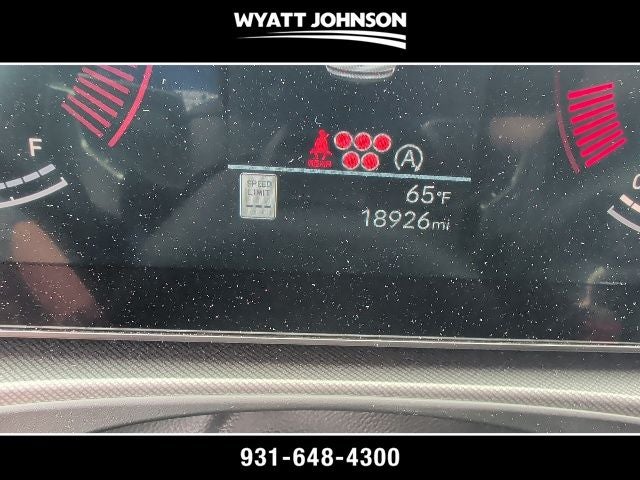 WYATT JOHNSON
F
A
SPEED
LIMIT
---
65°F
18926mi
931-648-4300